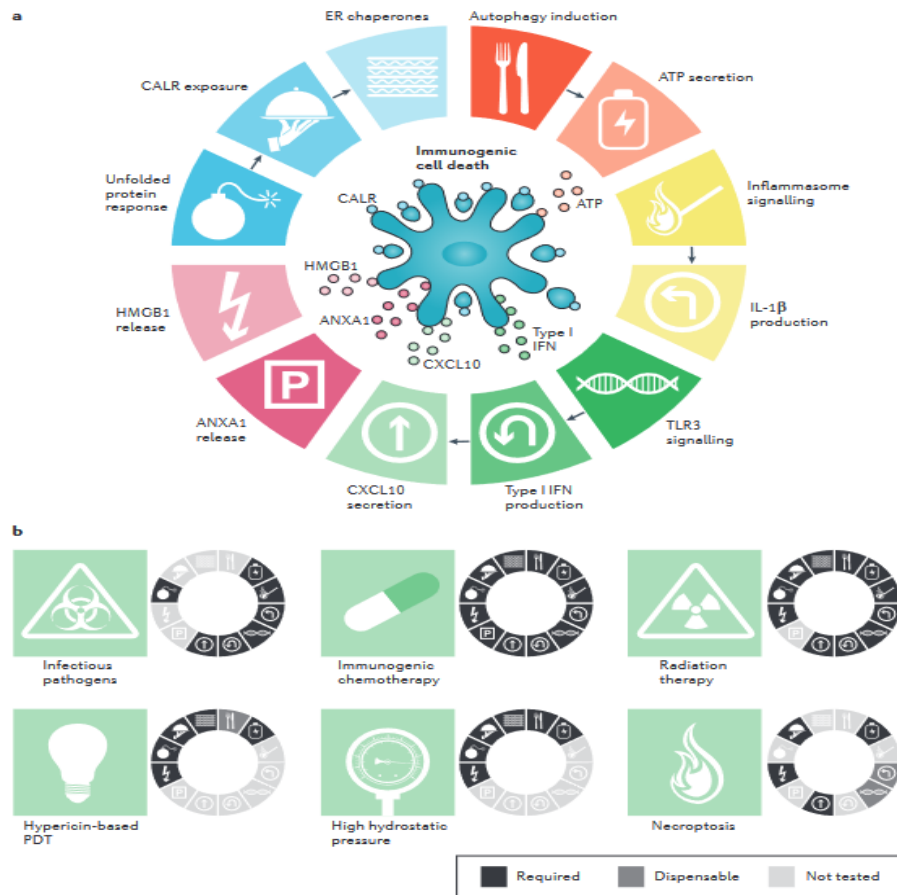 a
ER chaperones
Autophagy induction
CALR exposure
ATP secretion
Immunogenic
cell death
Unfolded
protein
response
CALR
ATP
Inflammasome
signalling
HMGB1
HMGB1
release
ANXA1
Type I
IFN
IL-1β
production
CXCL10
P
ANXA1
release
TLR3
signalling
CXCL10
secretion
Type I IFN
production
b
P
P
P
Infectious
pathogens
Immunogenic
chemotherapy
Radiation
therapy
P
P
P
Hypericin-based
PDT
High hydrostatic
pressure
Necroptosis
Required
Dispensable
Not tested